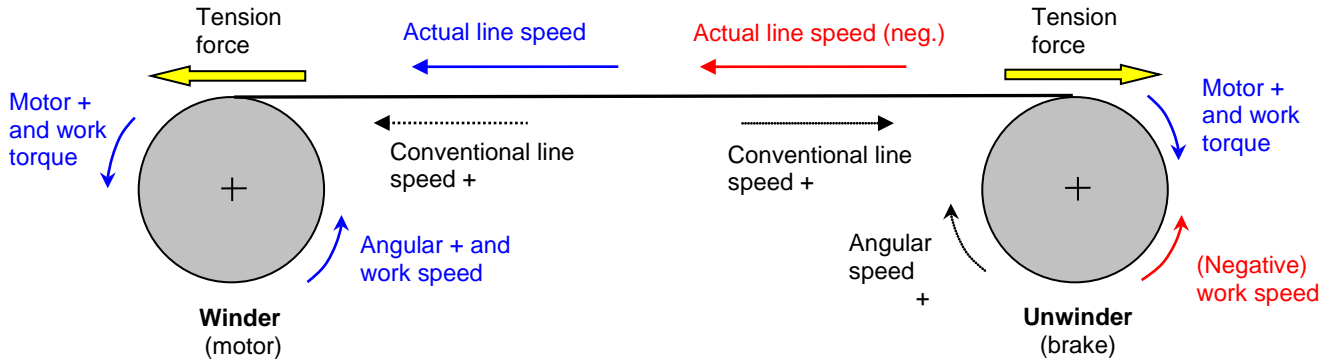 Tension
force
Actual line speed
Actual line speed (neg.)
Tension
force
Motor +
and work
torque
Conventional line
speed +
Conventional line
speed +
Motor +
and work
torque
Angular + and
work speed
Angular
speed
+
(Negative)
work speed
Winder
(motor)
Unwinder
(brake)